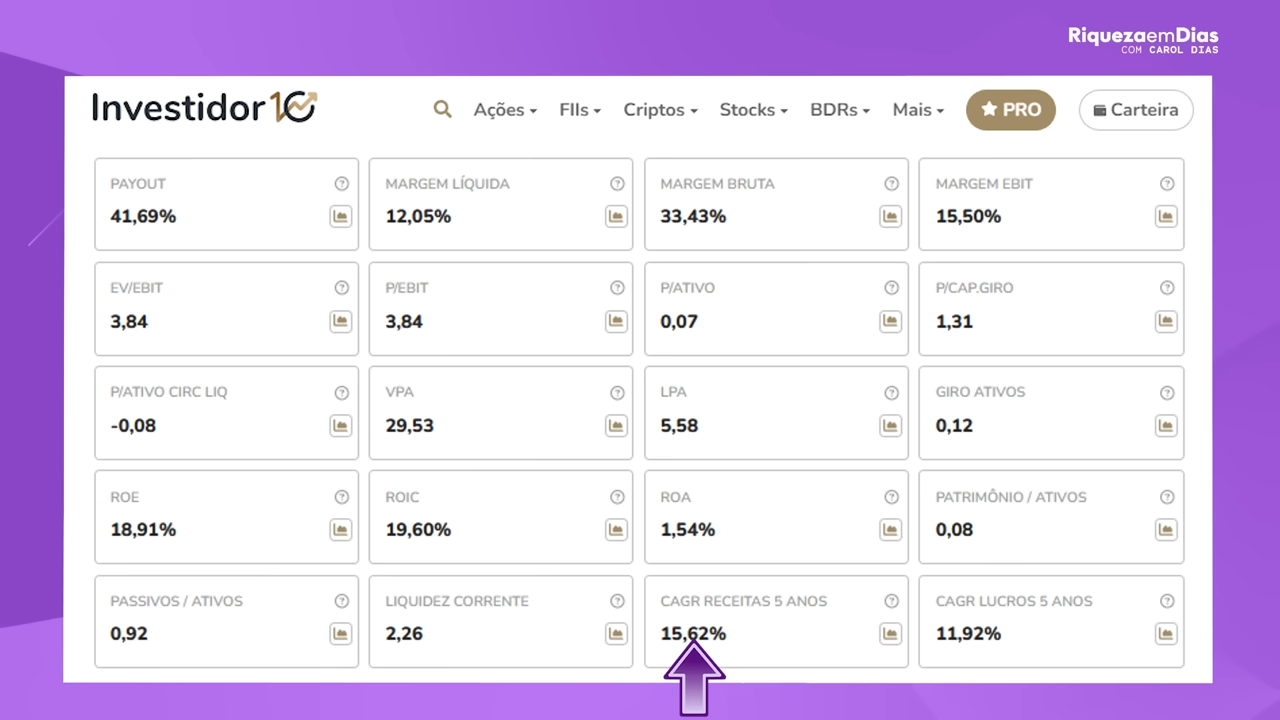 RiquezaemDias
COM CAROL DIAS
Investidor 10
Ações FIIs Criptos Stocks BDRs Mais PRO Carteira
PAYOUT MARGEM LÍQUIDA MARGEM BRUTA MARGEM EBIT
41,69% 12,05% 33,43% 15,50%
EV/EBIT P/EBIT P/ATIVO P/CAP.GIRO
3,84 3,84 0,07 1,31
P/ATIVO CIRC LIQ VPA LPA GIRO ATIVOS
-0,08 29,53 5,58 0,12
ROE ROIC ROA PATRIMÔNIO / ATIVOS
18,91% 19,60% 1,54% 0,08
PASSIVOS / ATIVOS LIQUIDEZ CORRENTE CAGR RECEITAS 5 ANOS CAGR LUCROS 5 ANOS
0,92 2,26 15,62% 11,92%